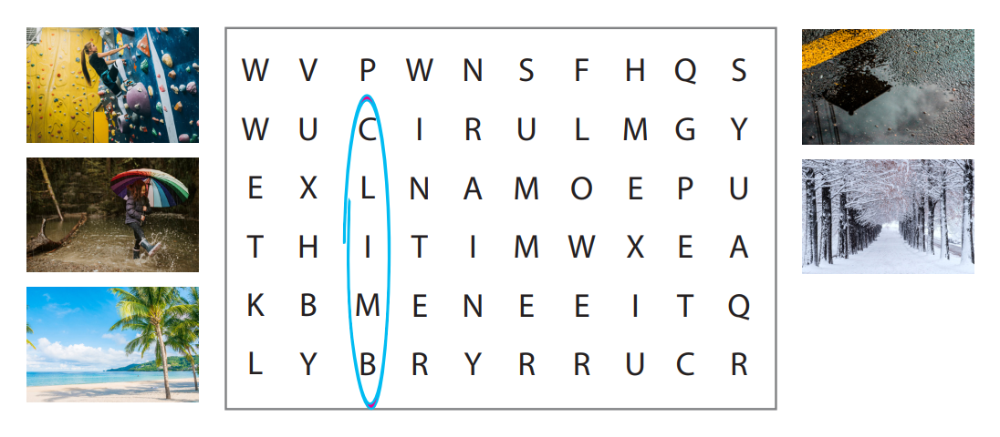 W V P W N S F H Q S
W U C I R U L M G Y
E X L N A M O E P U
T H I T I M W X E A
K B M E N E E I T Q
L Y B R Y R R U C R